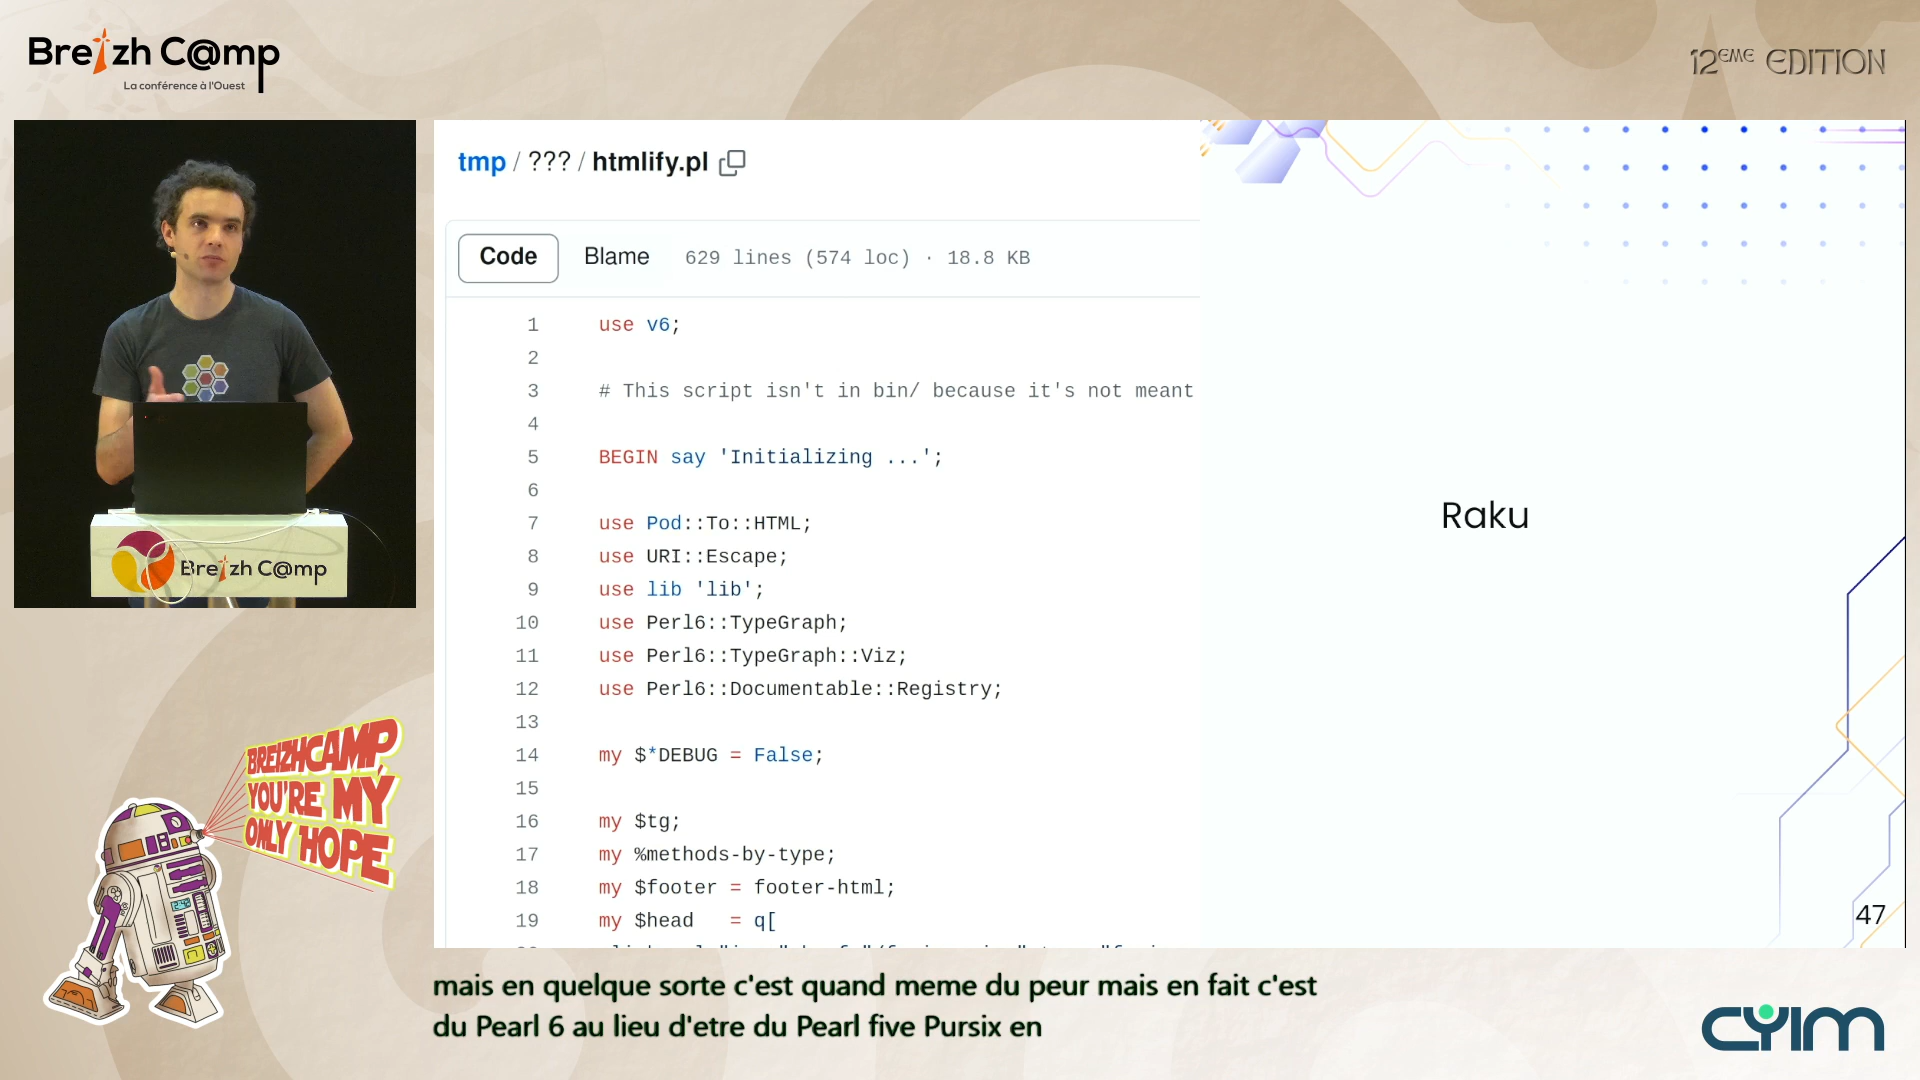 Breizh C@mp
La conférence à l'Ouest
12EME EDITION
tmp / ??? / htmlify.pl
Code Blame 629 lines (574 loc) · 18.8 KB
1 use v6;
2
3 # This script isn't in bin/ because it's not meant
4
5 BEGIN say 'Initializing ...';
6
7 use Pod::To::HTML;
8 use URI::Escape;
9 use lib 'lib';
10 use Perl6::TypeGraph;
11 use Perl6::TypeGraph::Viz;
12 use Perl6::Documentable::Registry;
13
14 my $*DEBUG = False;
15
16 my $tg;
17 my %methods-by-type;
18 my $footer = footer-html;
19 my $head = q[
Raku
47
Breizh C@mp
BREIZHCAMP,
YOU'RE MY
ONLY HOPE
mais en quelque sorte c'est quand meme du peur mais en fait c'est
du Pearl 6 au lieu d'etre du Pearl five Pursix en
CYIM